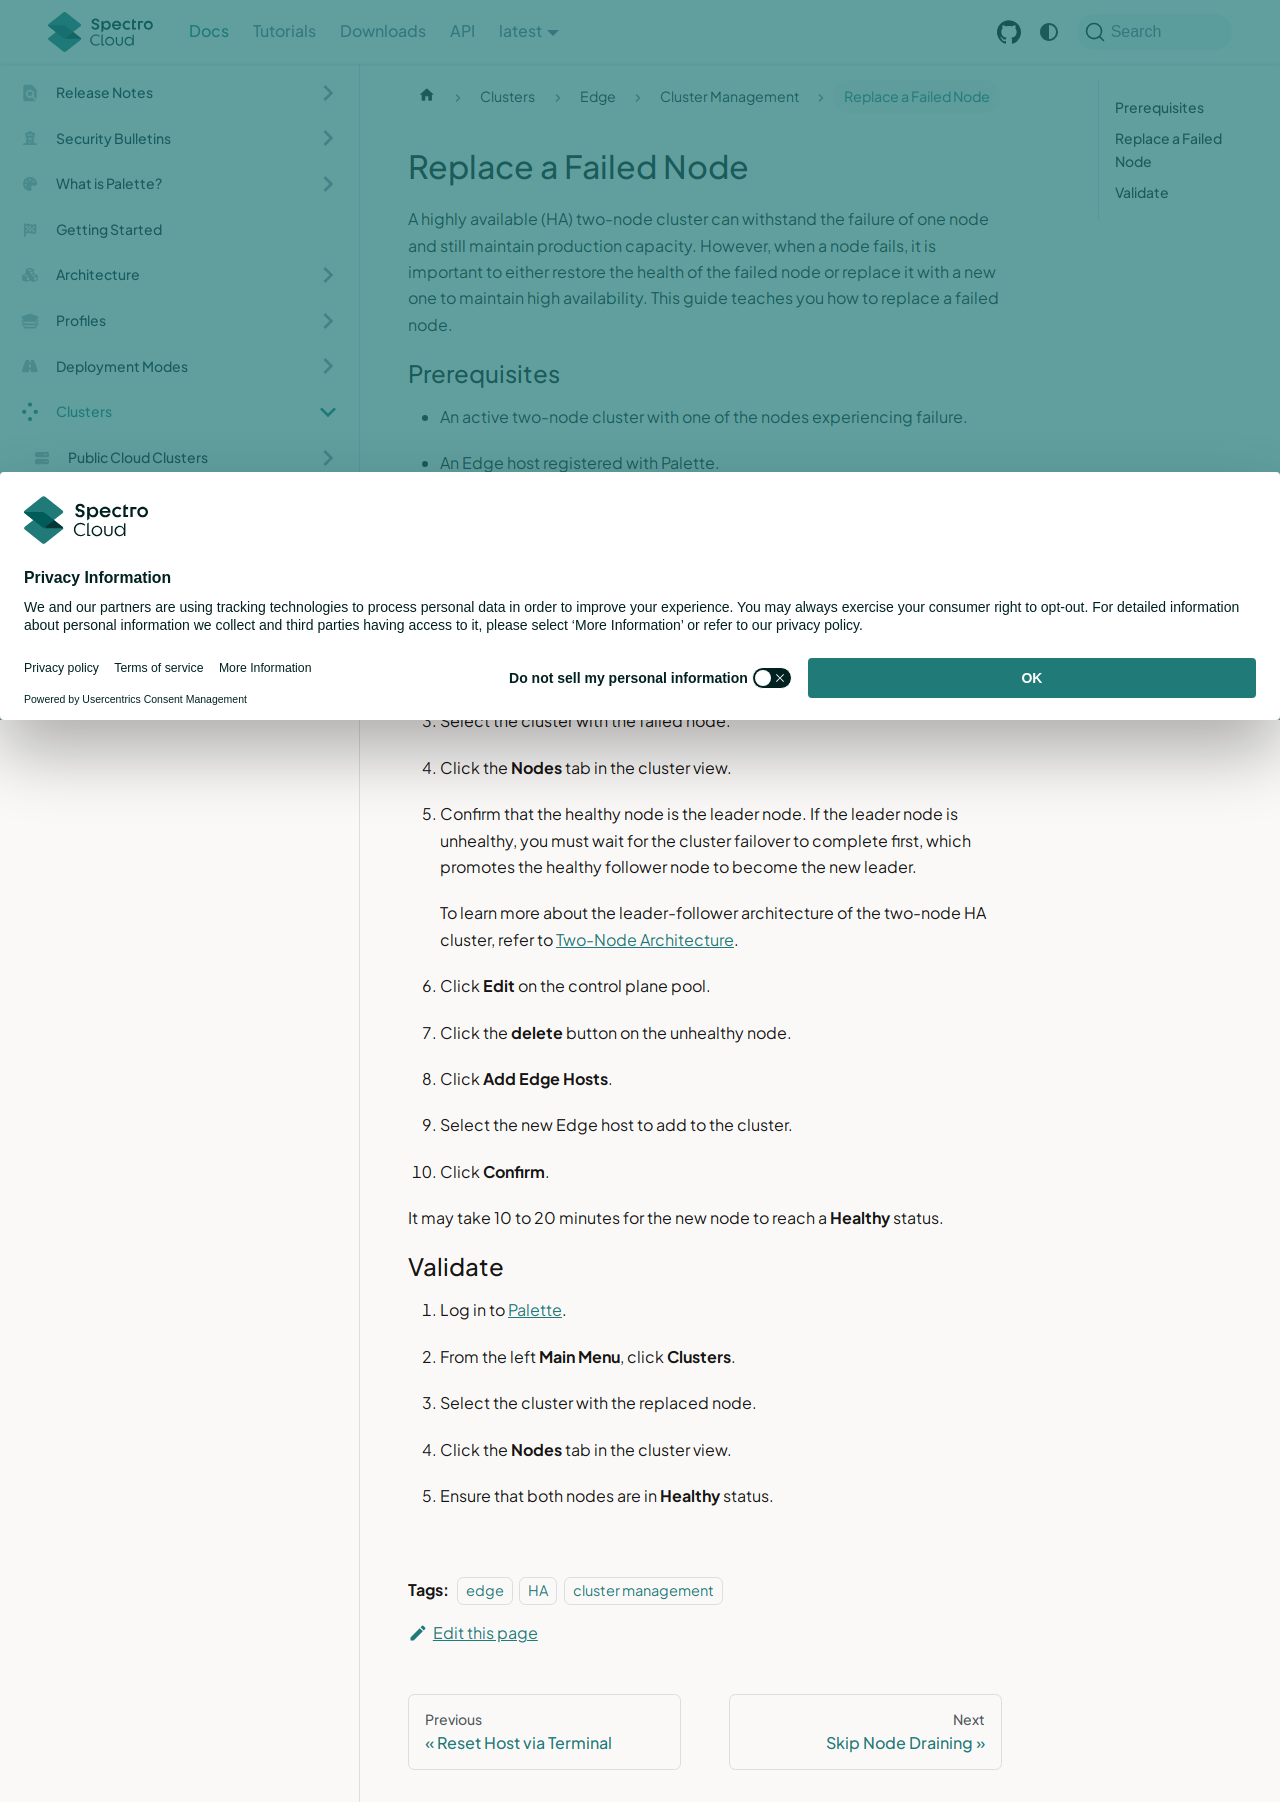 Spectro
Cloud
Docs
Tutorials
Downloads
API
latest
Search
Release Notes
Security Bulletins
What is Palette?
Getting Started
Architecture
Profiles
Deployment Modes
Clusters
Public Cloud Clusters
Clusters
Edge
Cluster Management
Replace a Failed Node
Prerequisites
Replace a Failed
Node
Validate
Replace a Failed Node
A highly available (HA) two-node cluster can withstand the failure of one node
and still maintain production capacity. However, when a node fails, it is
important to either restore the health of the failed node or replace it with a new
one to maintain high availability. This guide teaches you how to replace a failed
node.
Prerequisites
An active two-node cluster with one of the nodes experiencing failure.
An Edge host registered with Palette.
Spectro
Cloud
Privacy Information
We and our partners are using tracking technologies to process personal data in order to improve your experience. You may always exercise your consumer right to opt-out. For detailed information
about personal information we collect and third parties having access to it, please select ‘More Information’ or refer to our privacy policy.
Privacy policy
Terms of service
More Information
Do not sell my personal information
OK
Powered by Usercentrics Consent Management
3. Select the cluster with the failed node.
4. Click the Nodes tab in the cluster view.
5. Confirm that the healthy node is the leader node. If the leader node is
unhealthy, you must wait for the cluster failover to complete first, which
promotes the healthy follower node to become the new leader.
To learn more about the leader-follower architecture of the two-node HA
cluster, refer to Two-Node Architecture.
6. Click Edit on the control plane pool.
7. Click the delete button on the unhealthy node.
8. Click Add Edge Hosts.
9. Select the new Edge host to add to the cluster.
10. Click Confirm.
It may take 10 to 20 minutes for the new node to reach a Healthy status.
Validate
1. Log in to Palette.
2. From the left Main Menu, click Clusters.
3. Select the cluster with the replaced node.
4. Click the Nodes tab in the cluster view.
5. Ensure that both nodes are in Healthy status.
Tags:
edge
HA
cluster management
Edit this page
Previous
« Reset Host via Terminal
Next
Skip Node Draining »